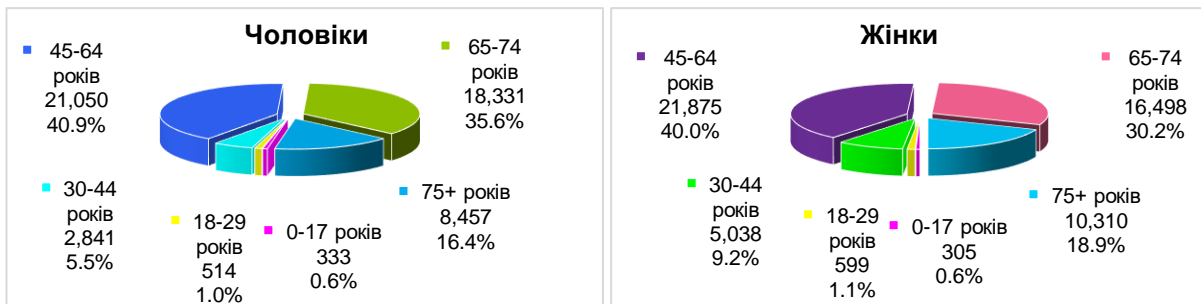 Чоловіки
45-64
років
21,050
40.9%
65-74
років
18,331
35.6%
30-44
років
2,841
5.5%
18-29
років
514
1.0%
0-17 років
333
0.6%
75+ років
8,457
16.4%
Жінки
45-64
років
21,875
40.0%
65-74
років
16,498
30.2%
30-44
років
5,038
9.2%
18-29
років
599
1.1%
0-17 років
305
0.6%
75+ років
10,310
18.9%